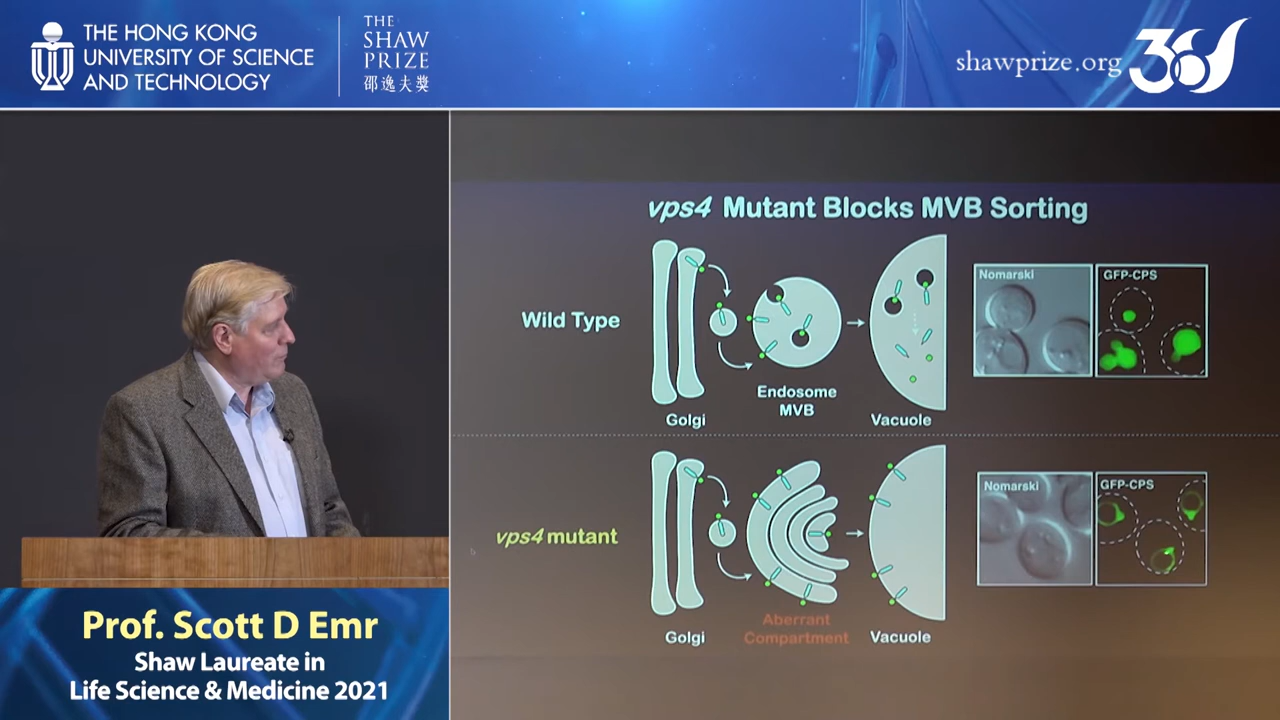 THE HONG KONG
UNIVERSITY OF SCIENCE
AND TECHNOLOGY
THE
SHAW
PRIZE
邵逸夫獎
shawprize.org
30
vps4 Mutant Blocks MVB Sorting
Wild Type
Golgi
Endosome
MVB
Vacuole
Nomarski
GFP-CPS
vps4 mutant
Golgi
Aberrant
Compartment
Vacuole
Nomarski
GFP-CPS
Prof. Scott D Emr
Shaw Laureate in
Life Science & Medicine 2021